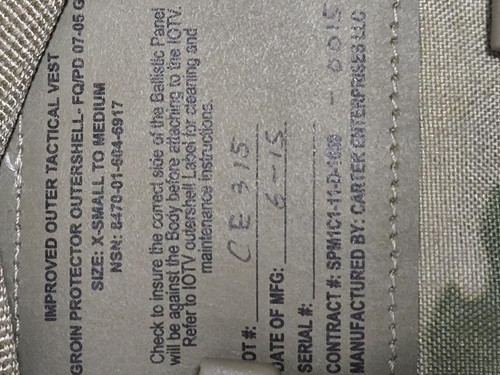 IMPROVED OUTER TACTICAL VEST
GROIN PROTECTOR OUTERSHELL- FQ/PD 07-05 G
SIZE: X-SMALL TO MEDIUM
NSN: 8470-01-604-6917
Check to insure the correct side of the Ballistic Panel
will be against the Body before attaching to the IOTV.
Refer to IOTV outershell Label for cleaning and
maintenance instructions.
OT #: CE315
DATE OF MFG: 6-15
SERIAL #:
CONTRACT #: SPM1C1-11-D- - 0015
MANUFACTURED BY: CARTER ENTERPRISES LLC